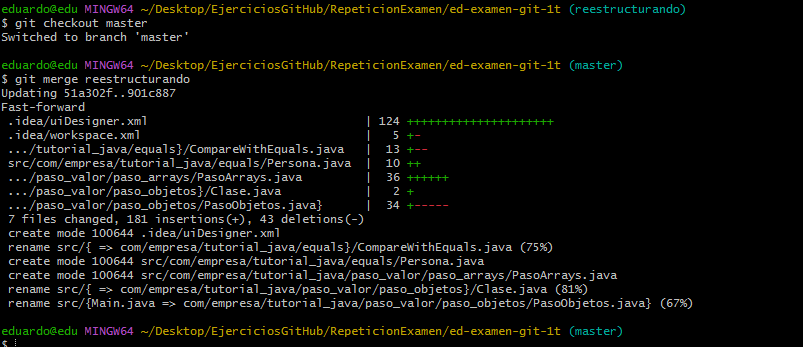 eduardo@edu MINGW64 ~/Desktop/EjerciciosGitHub/RepeticionExamen/ed-examen-git-1t (reestructurando)
$ git checkout master
Switched to branch 'master'
eduardo@edu MINGW64 ~/Desktop/EjerciciosGitHub/RepeticionExamen/ed-examen-git-1t (master)
$ git merge reestructurando
Updating 51a302f..901c887
Fast-forward
.idea/uiDesigner.xml | 124 +++++++++++++++++++++
.idea/workspace.xml | 5 +-
.../tutorial_java/equals}/CompareWithEquals.java | 13 +--
src/com/empresa/tutorial_java/equals/Persona.java | 10 ++
.../paso_valor/paso_arrays/PasoArrays.java | 36 ++++++
.../paso_valor/paso_objetos}/Clase.java | 2 +
.../paso_valor/paso_objetos/PasoObjetos.java} | 34 +-----
7 files changed, 181 insertions(+), 43 deletions(-)
create mode 100644 .idea/uiDesigner.xml
rename src/{ => com/empresa/tutorial_java/equals}/CompareWithEquals.java (75%)
create mode 100644 src/com/empresa/tutorial_java/equals/Persona.java
create mode 100644 src/com/empresa/tutorial_java/paso_valor/paso_arrays/PasoArrays.java
rename src/{ => com/empresa/tutorial_java/paso_valor/paso_objetos}/Clase.java (81%)
rename src/{Main.java => com/empresa/tutorial_java/paso_valor/paso_objetos/PasoObjetos.java} (67%)
eduardo@edu MINGW64 ~/Desktop/EjerciciosGitHub/RepeticionExamen/ed-examen-git-1t (master)
$